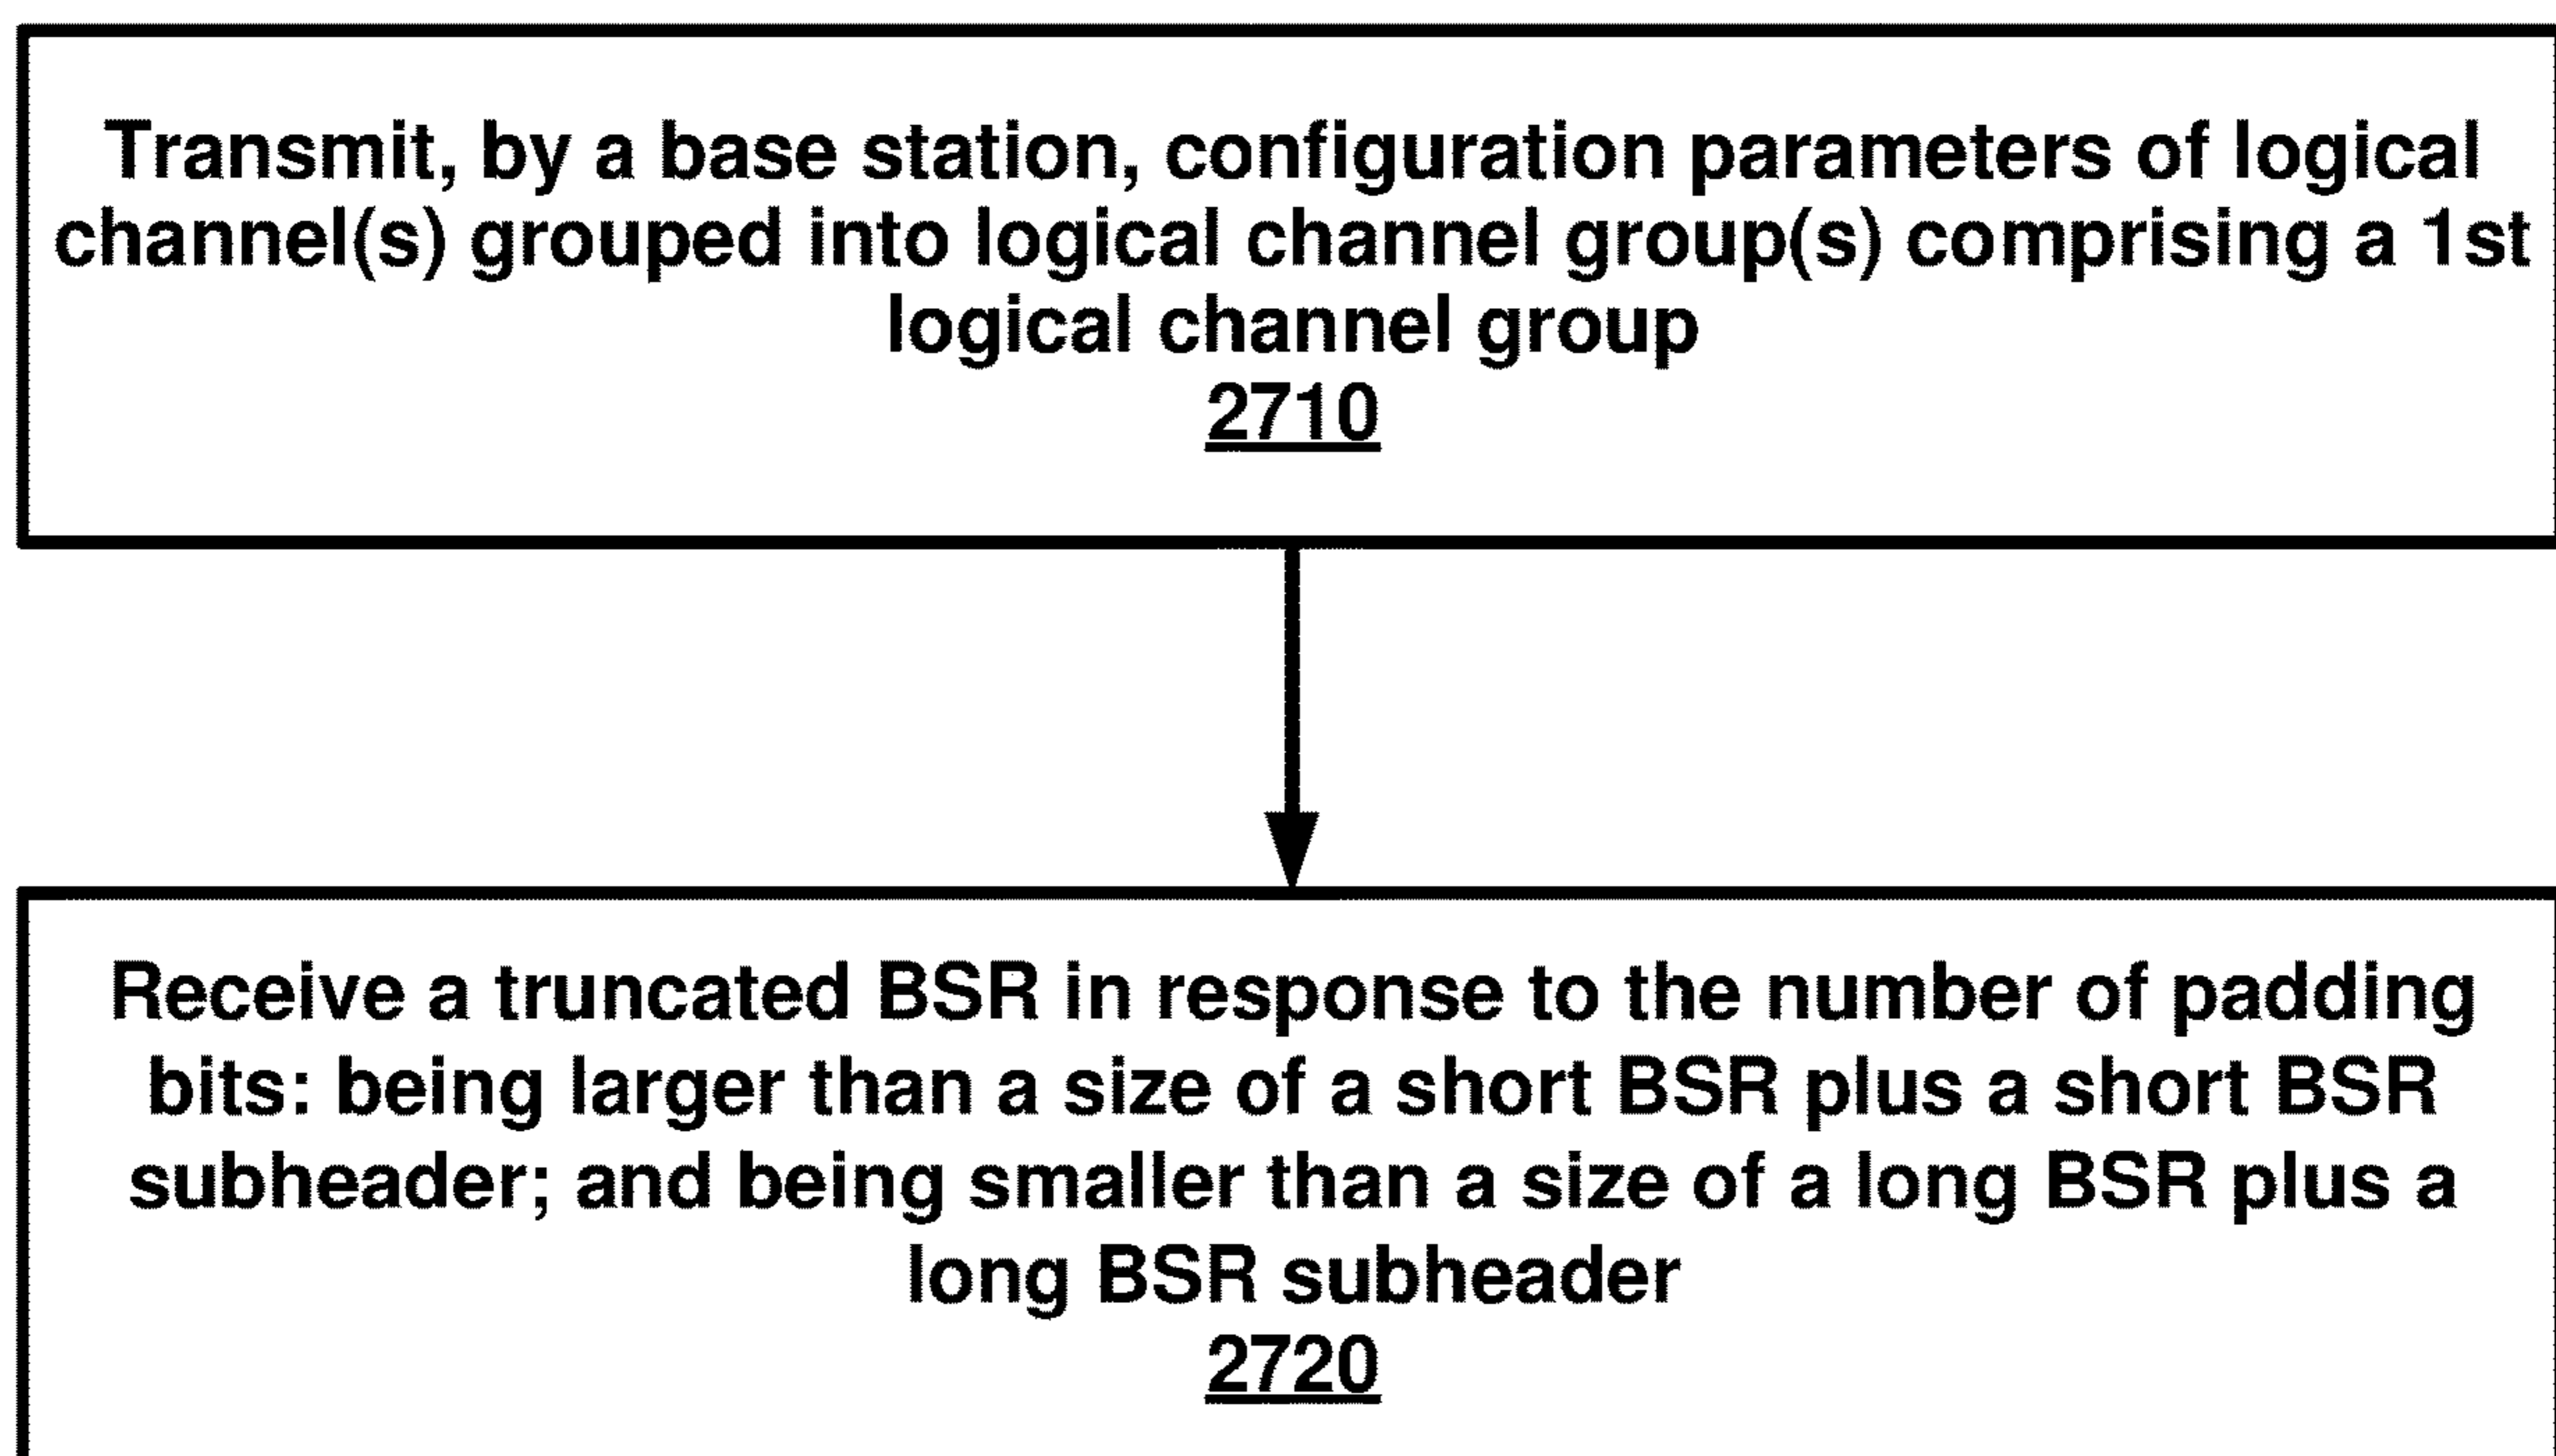 Transmit, by a base station, configuration parameters of logical
channel(s) grouped into logical channel group(s) comprising a 1st
logical channel group
2710
Receive a truncated BSR in response to the number of padding
bits: being larger than a size of a short BSR plus a short BSR
subheader; and being smaller than a size of a long BSR plus a
long BSR subheader
2720